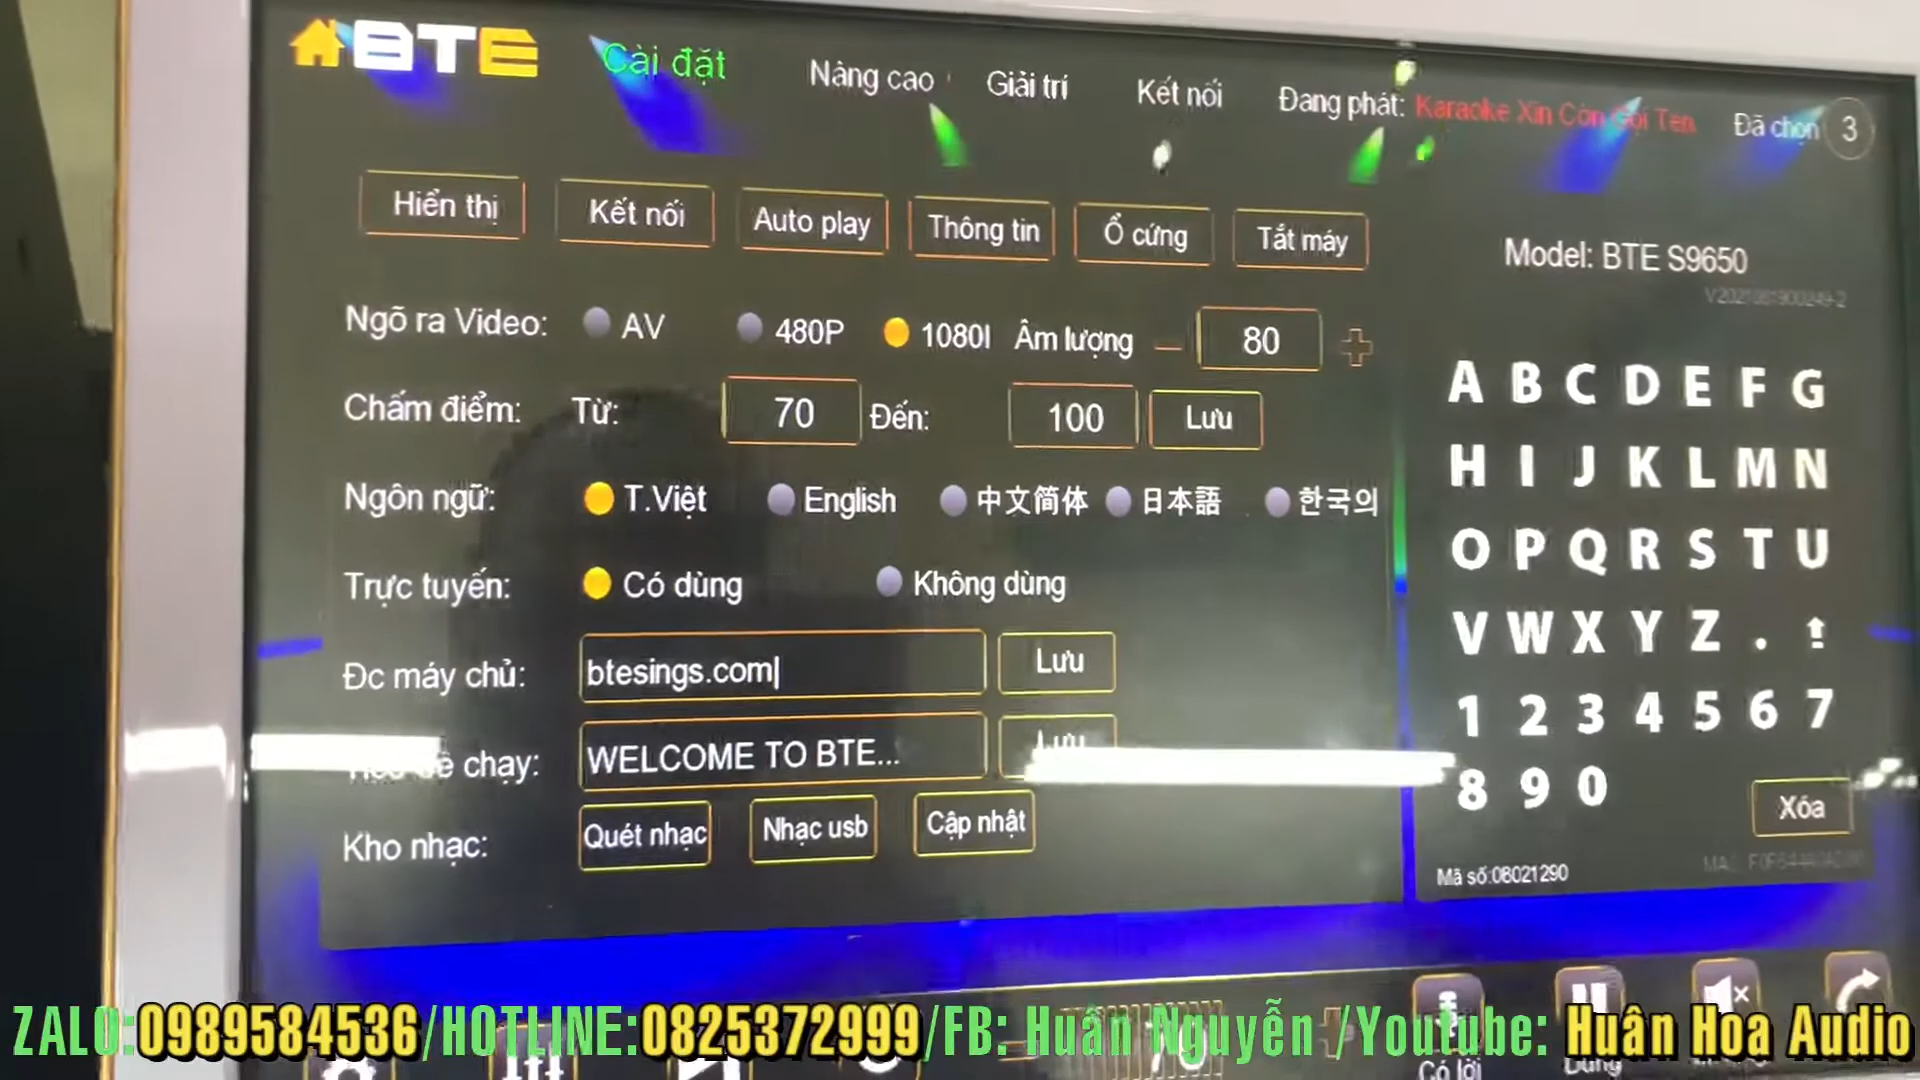 BTE Cài đặt Nâng cao Giải trí Kết nối Đang phát: Karaoke Xin Còn Gọi Tên Đã chọn 3
Hiển thị Kết nối Auto play Thông tin Ổ cứng Tắt máy
Model: BTE S9650
Ngõ ra Video: AV 480P 1080I Âm lượng 80
Chấm điểm: Từ: 70 Đến: 100 Lưu
Ngôn ngữ: T.Việt English 中文简体 日本語 한국의
Trực tuyến: Có dùng Không dùng
Đc máy chủ: btesings.com Lưu
chạy: WELCOME TO BTE... Lưu
Kho nhạc: Quét nhạc Nhạc usb Cập nhật
A B C D E F G
H I J K L M N
O P Q R S T U
V W X Y Z .
1 2 3 4 5 6 7
8 9 0
Xóa
Mã số:08021290
ZALO:0989584536/HOTLINE:0825372999/FB: Huân Nguyễn /Youtube: Huân Hoa Audio
Có lời